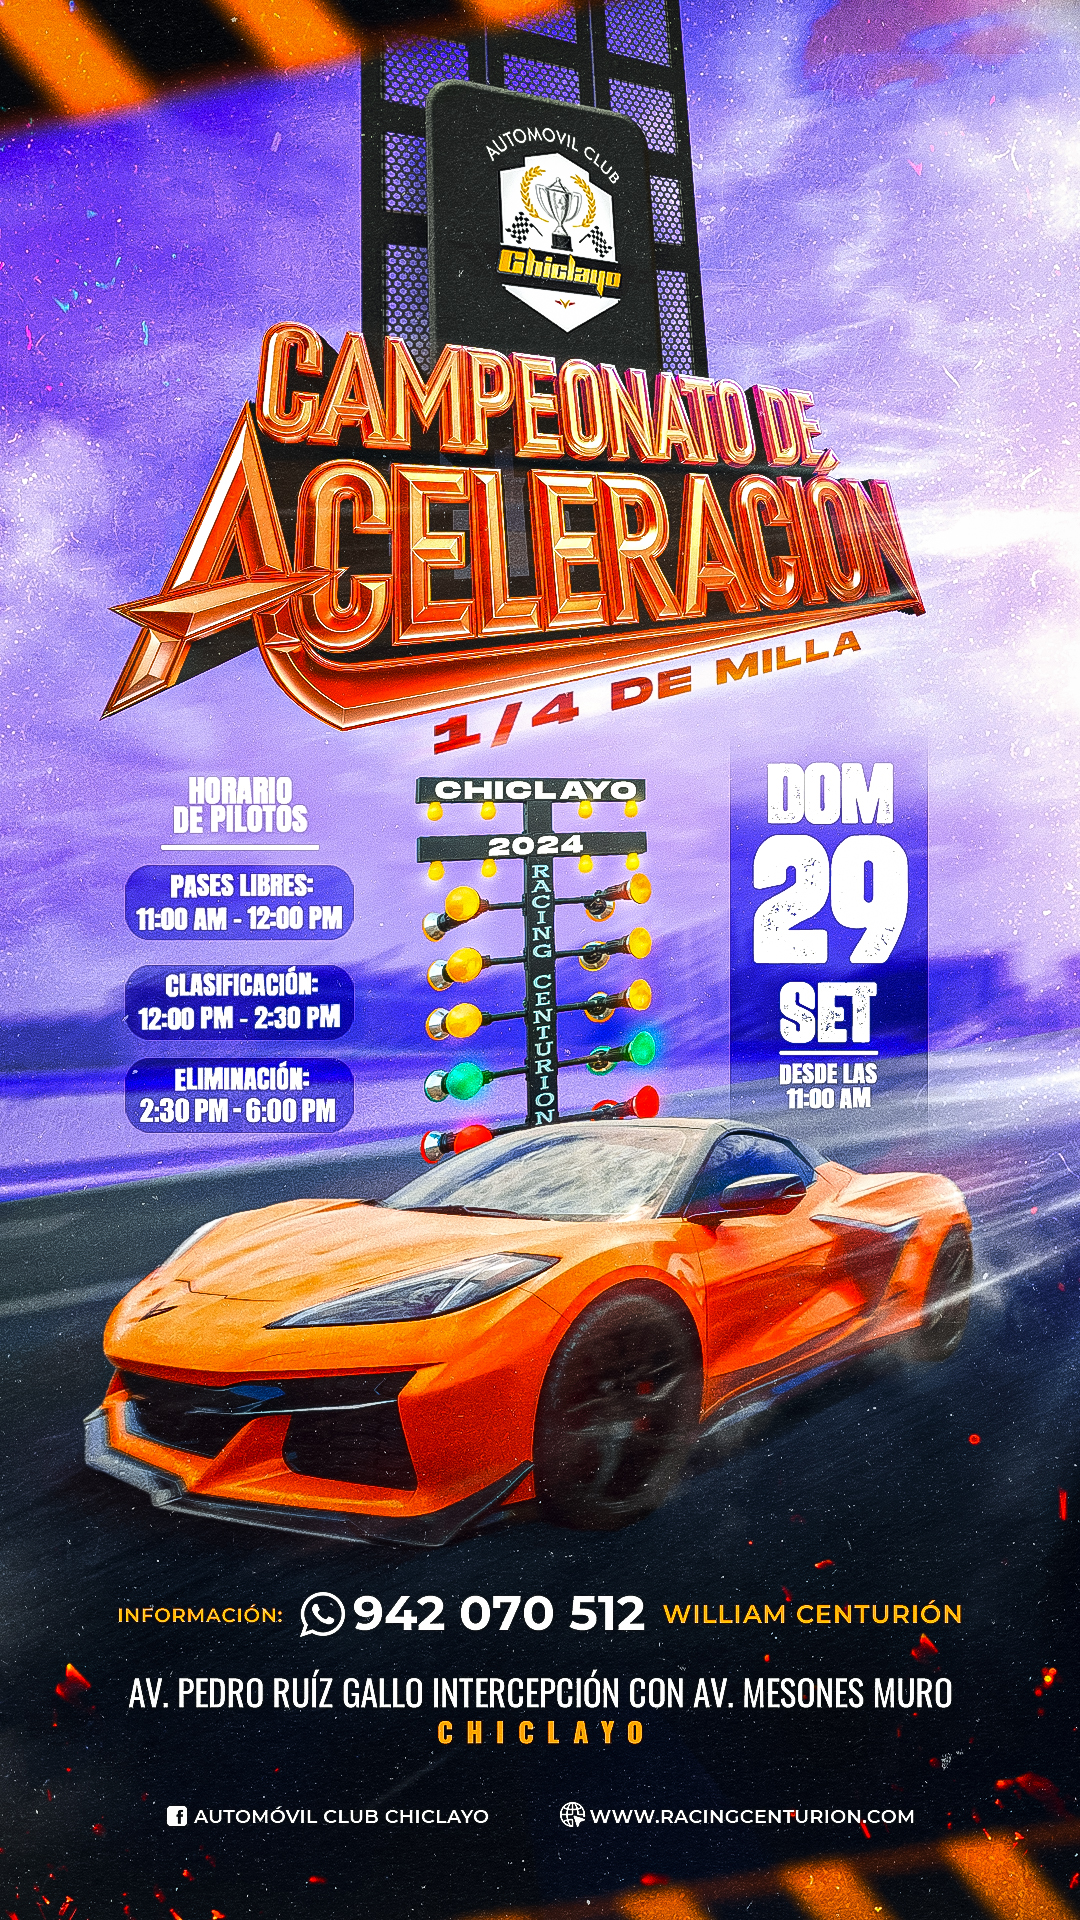 AUTOMOVIL CLUB
Chiclayo
CAMPEONATO DE
ACELERACIÓN
1/4 DE MILLA
HORARIO
DE PILOTOS
PASES LIBRES:
11:00 AM - 12:00 PM
CLASIFICACIÓN:
12:00 PM - 2:30 PM
ELIMINACIÓN:
2:30 PM - 6:00 PM
CHICLAYO
2024
RACING CENTURION
DOM
29
SET
DESDE LAS
11:00 AM
INFORMACIÓN: 942 070 512 WILLIAM CENTURIÓN
AV. PEDRO RUÍZ GALLO INTERCEPCIÓN CON AV. MESONES MURO
CHICLAYO
AUTOMÓVIL CLUB CHICLAYO
WWW.RACINGCENTURION.COM